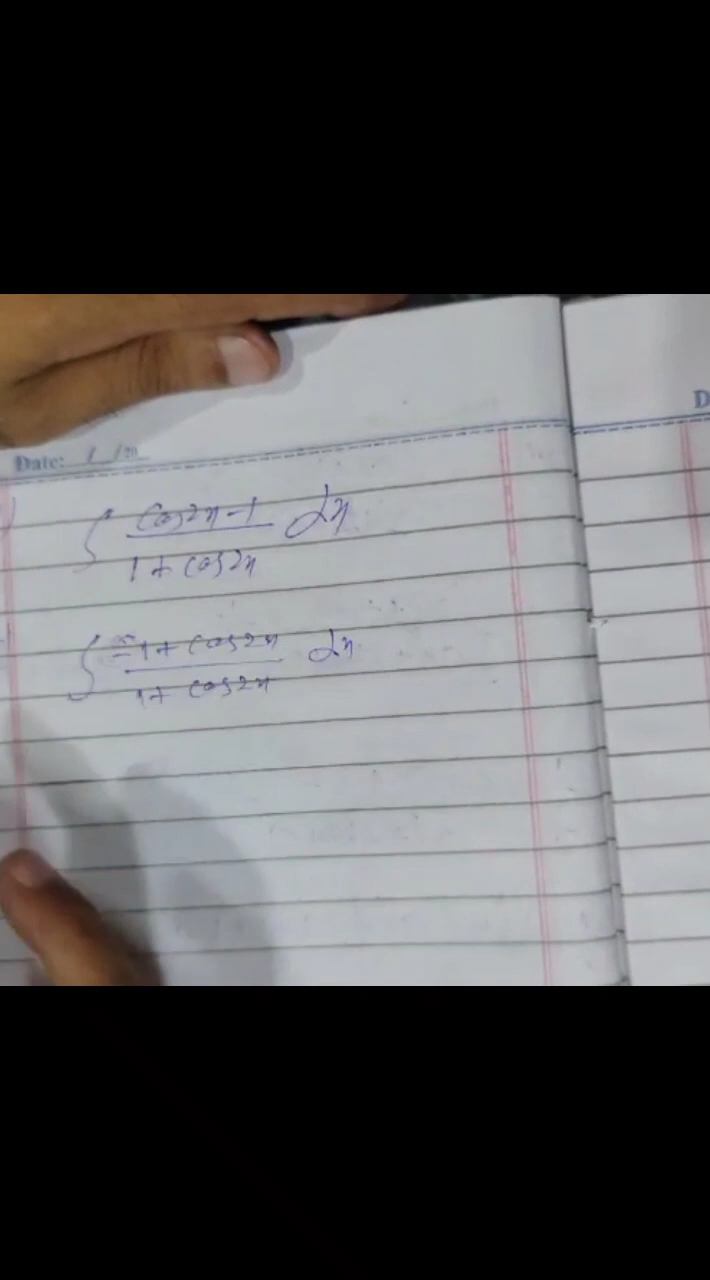 D
Date: / /20
∫ (cos2x-1)/(1+cos2x) dx
∫ (-1+cos2x)/(1+cos2x) dx